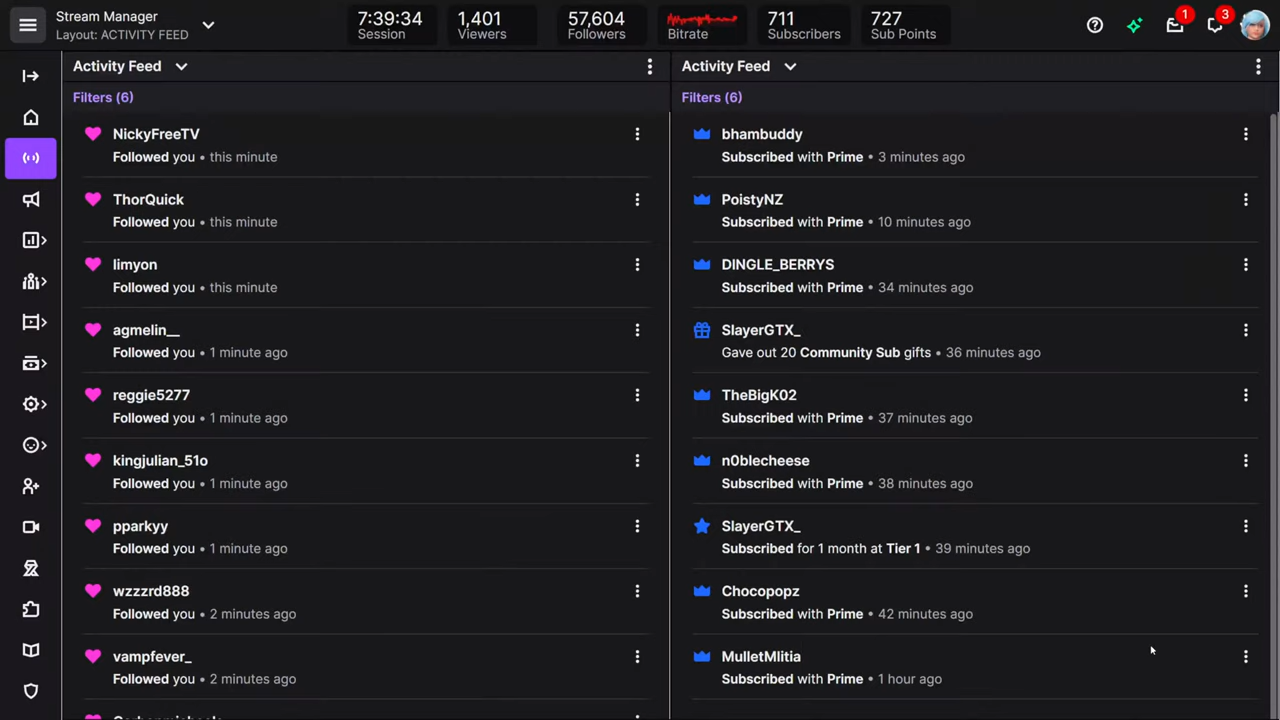 Stream Manager
Layout: ACTIVITY FEED
7:39:34
Session
1,401
Viewers
57,604
Followers
Bitrate
711
Subscribers
727
Sub Points
1
3
Activity Feed
Filters (6)
NickyFreeTV
Followed you • this minute
ThorQuick
Followed you • this minute
limyon
Followed you • this minute
agmelin__
Followed you • 1 minute ago
reggie5277
Followed you • 1 minute ago
kingjulian_51o
Followed you • 1 minute ago
pparkyy
Followed you • 1 minute ago
wzzzrd888
Followed you • 2 minutes ago
vampfever_
Followed you • 2 minutes ago
Activity Feed
Filters (6)
bhambuddy
Subscribed with Prime • 3 minutes ago
PoistyNZ
Subscribed with Prime • 10 minutes ago
DINGLE_BERRYS
Subscribed with Prime • 34 minutes ago
SlayerGTX_
Gave out 20 Community Sub gifts • 36 minutes ago
TheBigK02
Subscribed with Prime • 37 minutes ago
n0blecheese
Subscribed with Prime • 38 minutes ago
SlayerGTX_
Subscribed for 1 month at Tier 1 • 39 minutes ago
Chocopopz
Subscribed with Prime • 42 minutes ago
MulletMlitia
Subscribed with Prime • 1 hour ago